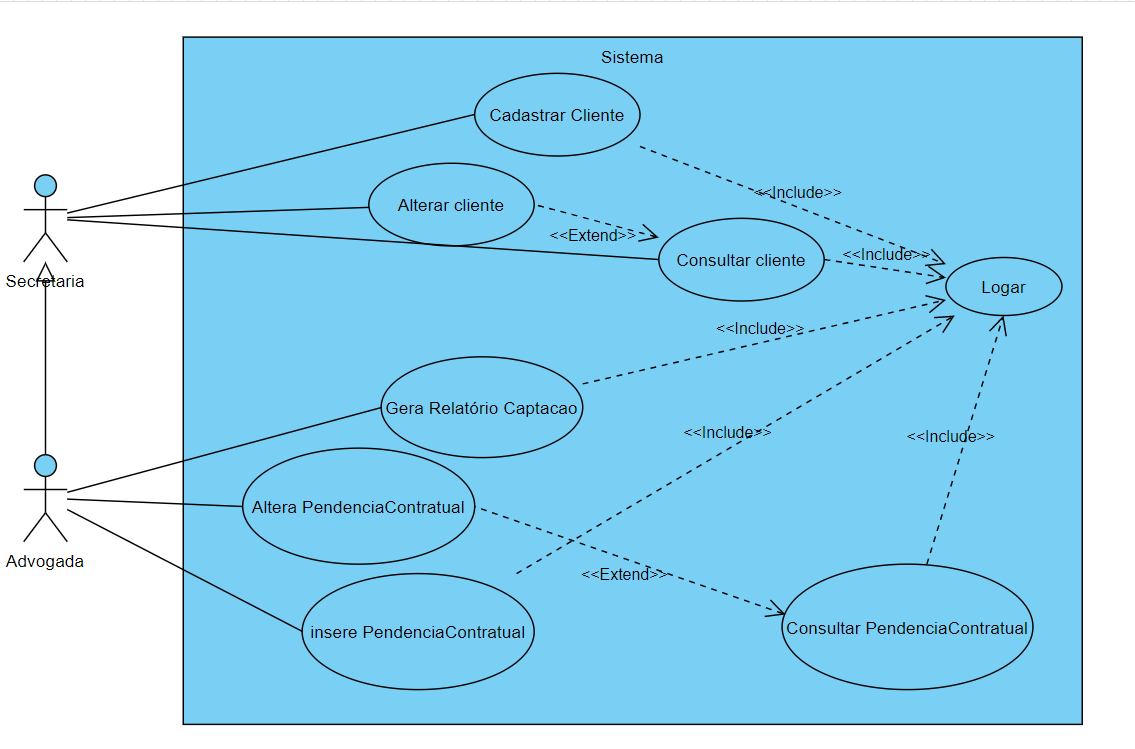 Sistema
Cadastrar Cliente
<<Include>>
Alterar cliente
<<Extend>>
Consultar cliente
<<Include>>
Secretaria
Logar
<<Include>>
Gera Relatório Captacao
<<Include>>
<<Include>>
Altera PendenciaContratual
Advogada
<<Extend>>
insere PendenciaContratual
Consultar PendenciaContratual